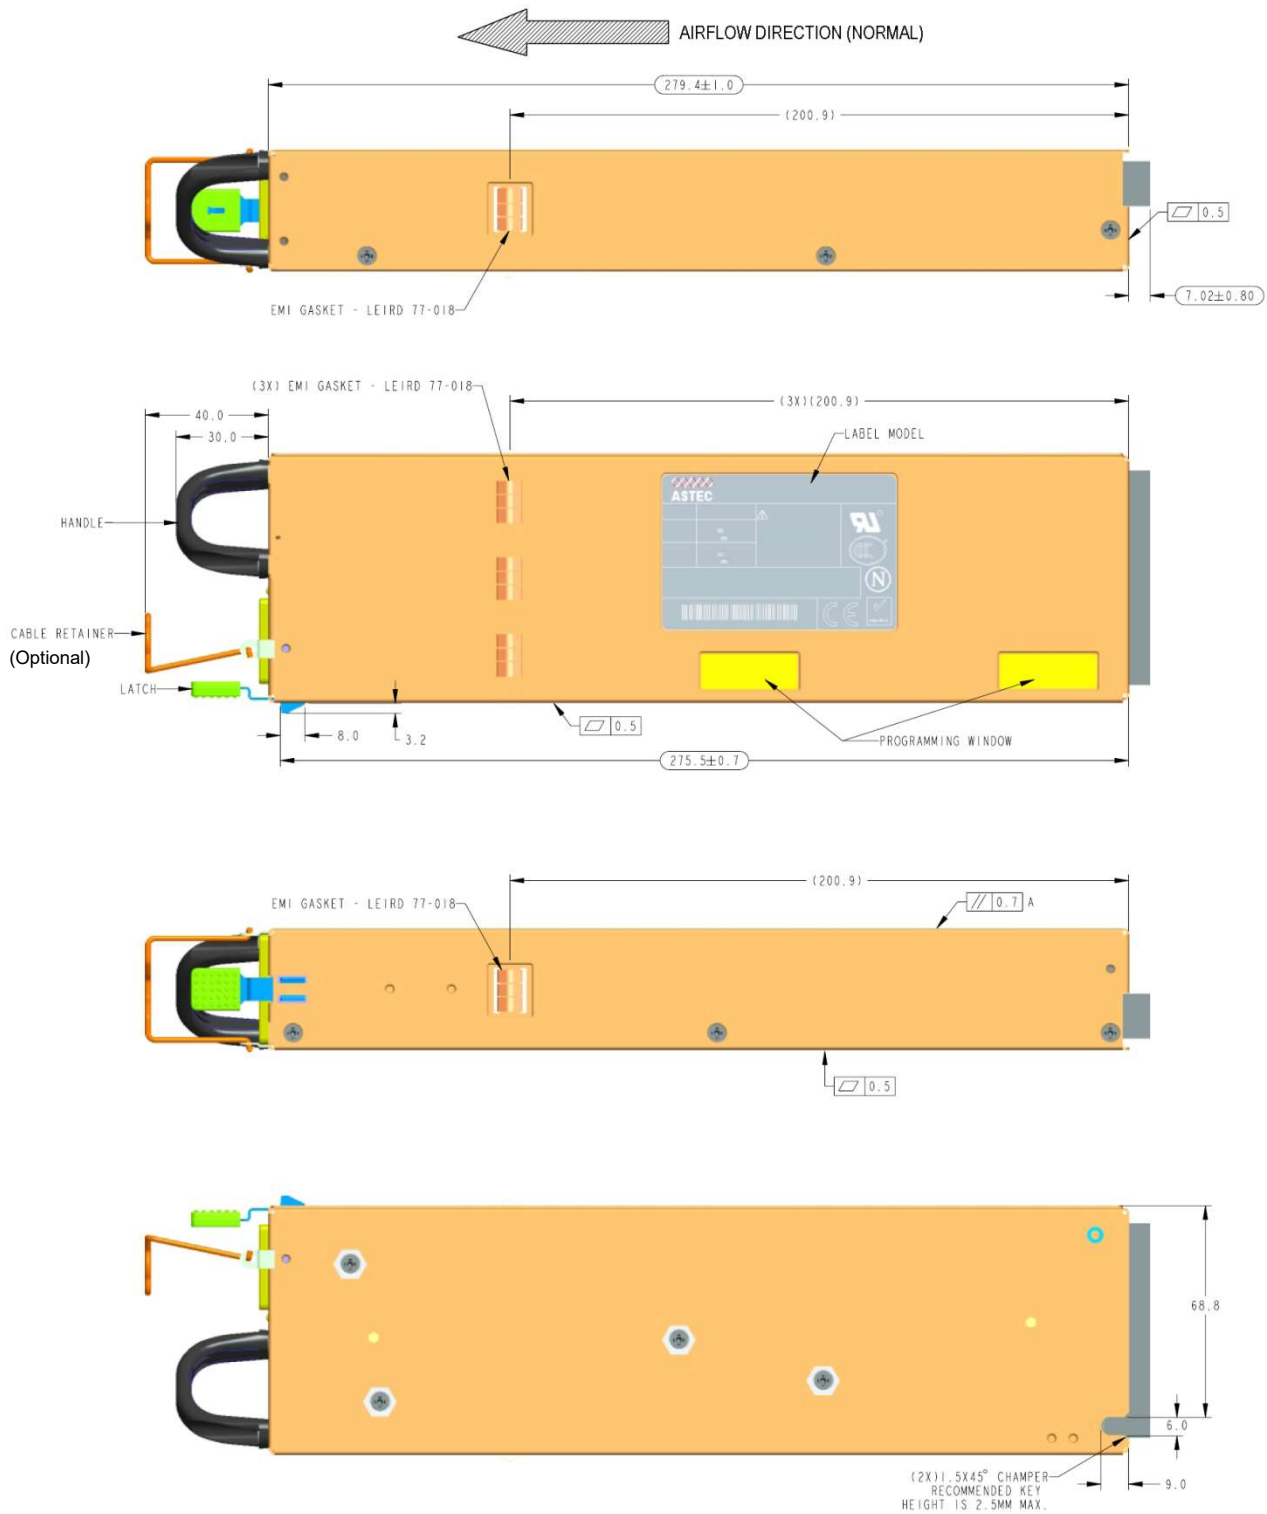 AIRFLOW DIRECTION (NORMAL)
279.4±1.0
(200.9)
0.5
7.02±0.80
EMI GASKET - LEIRD 77-018
(3X) EMI GASKET - LEIRD 77-018
(3X)(200.9)
40.0
30.0
LABEL MODEL
ASTEC
HANDLE
N
CABLE RETAINER
(Optional)
CE
LATCH
0.5
8.0
3.2
PROGRAMMING WINDOW
275.5±0.7
(200.9)
EMI GASKET - LEIRD 77-018
// 0.7 A
0.5
68.8
6.0
(2X)1.5X45° CHAMPER
RECOMMENDED KEY
HEIGHT IS 2.5MM MAX.
9.0